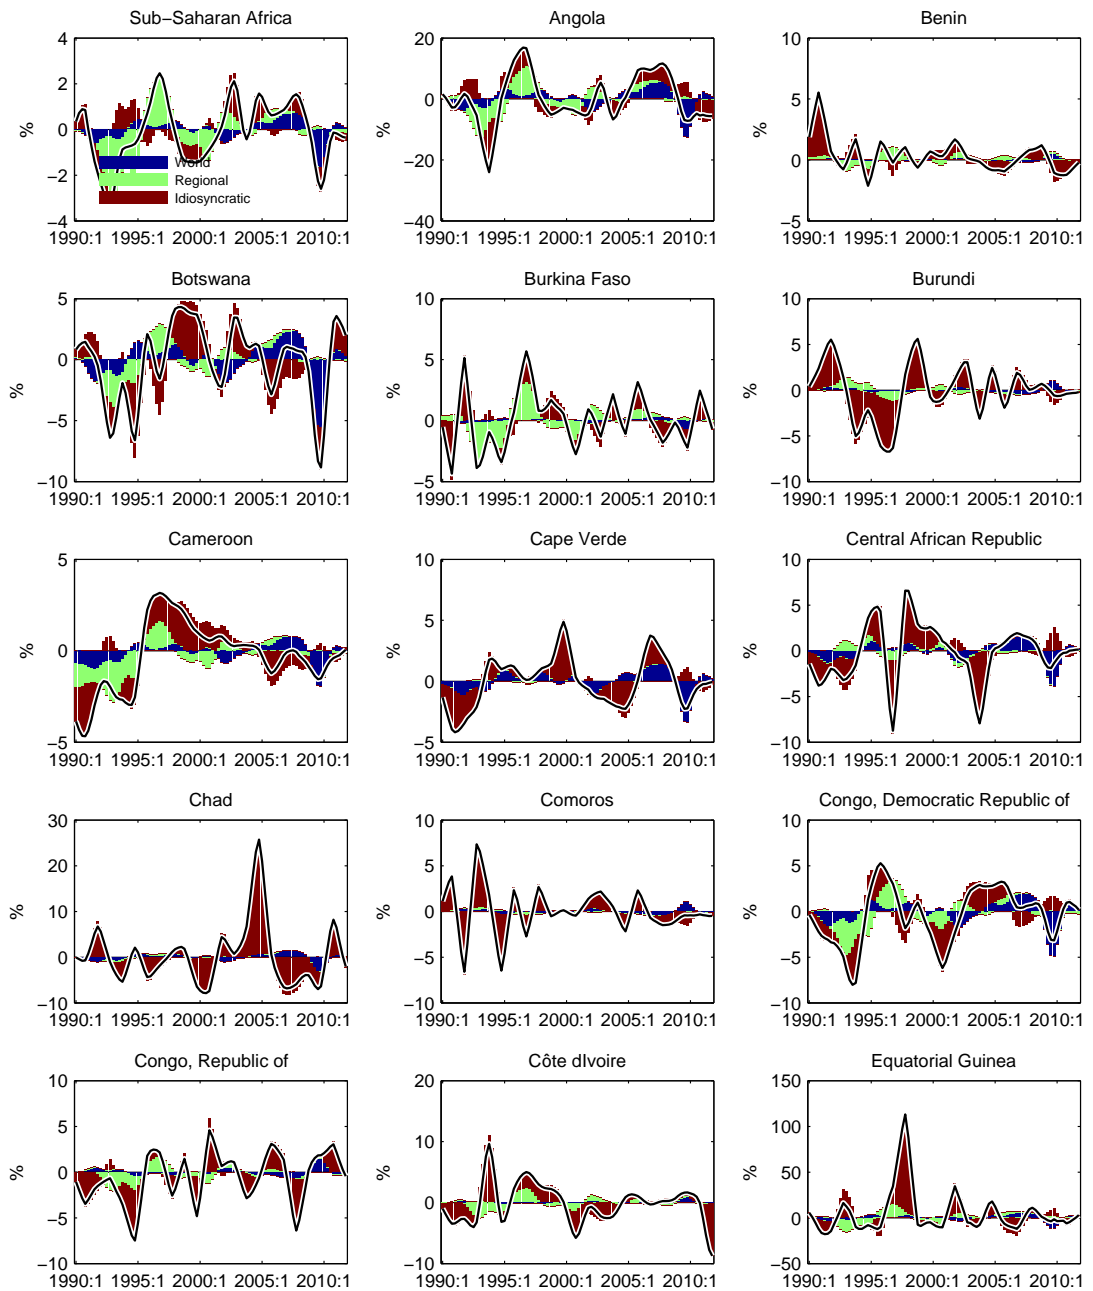 Sub−Saharan Africa
Angola
Benin
4
2
0
−2
−4
%
World
Regional
Idiosyncratic
1990:1 1995:1 2000:1 2005:1 2010:1
20
0
−20
−40
%
1990:1 1995:1 2000:1 2005:1 2010:1
10
5
0
−5
%
1990:1 1995:1 2000:1 2005:1 2010:1
Botswana
Burkina Faso
Burundi
5
0
−5
−10
%
1990:1 1995:1 2000:1 2005:1 2010:1
10
5
0
−5
%
1990:1 1995:1 2000:1 2005:1 2010:1
10
5
0
−5
−10
%
1990:1 1995:1 2000:1 2005:1 2010:1
Cameroon
Cape Verde
Central African Republic
5
0
−5
%
1990:1 1995:1 2000:1 2005:1 2010:1
10
5
0
−5
%
1990:1 1995:1 2000:1 2005:1 2010:1
10
5
0
−5
−10
%
1990:1 1995:1 2000:1 2005:1 2010:1
Chad
Comoros
Congo, Democratic Republic of
30
20
10
0
−10
%
1990:1 1995:1 2000:1 2005:1 2010:1
10
5
0
−5
−10
%
1990:1 1995:1 2000:1 2005:1 2010:1
10
5
0
−5
−10
%
1990:1 1995:1 2000:1 2005:1 2010:1
Congo, Republic of
Côte dIvoire
Equatorial Guinea
10
5
0
−5
−10
%
1990:1 1995:1 2000:1 2005:1 2010:1
20
10
0
−10
%
1990:1 1995:1 2000:1 2005:1 2010:1
150
100
50
0
−50
%
1990:1 1995:1 2000:1 2005:1 2010:1